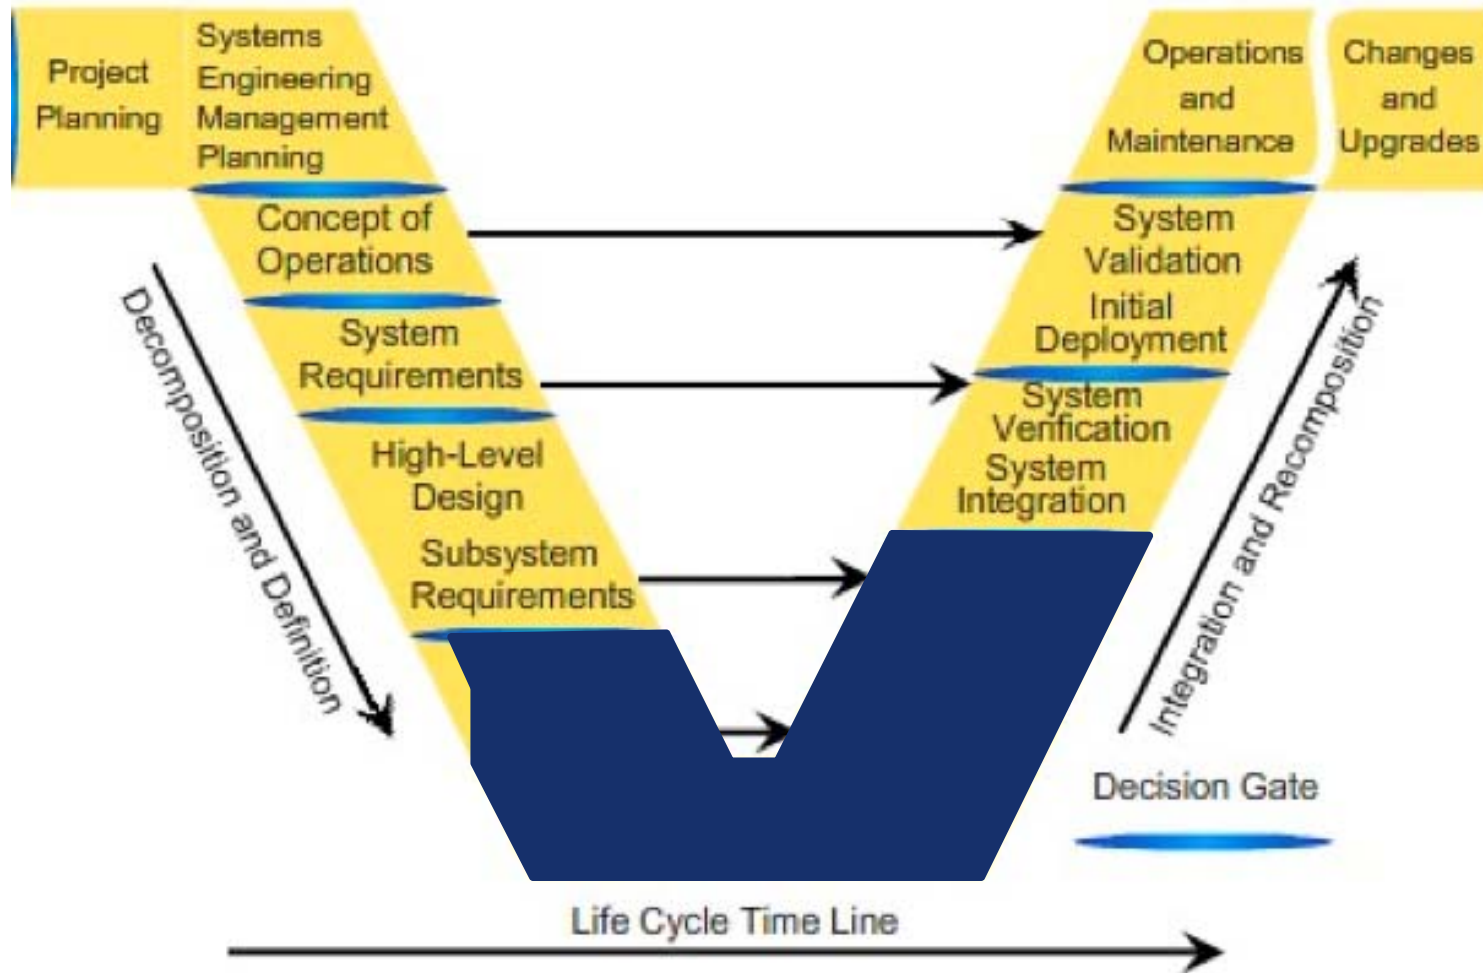 Project
Planning
Systems
Engineering
Management
Planning
Concept of
Operations
System
Requirements
High-Level
Design
Subsystem
Requirements
Operations
and
Maintenance
Changes
and
Upgrades
System
Validation
Initial
Deployment
System
Verification
System
Integration
Decomposition and Definition
Integration and Recomposition
Decision Gate
Life Cycle Time Line